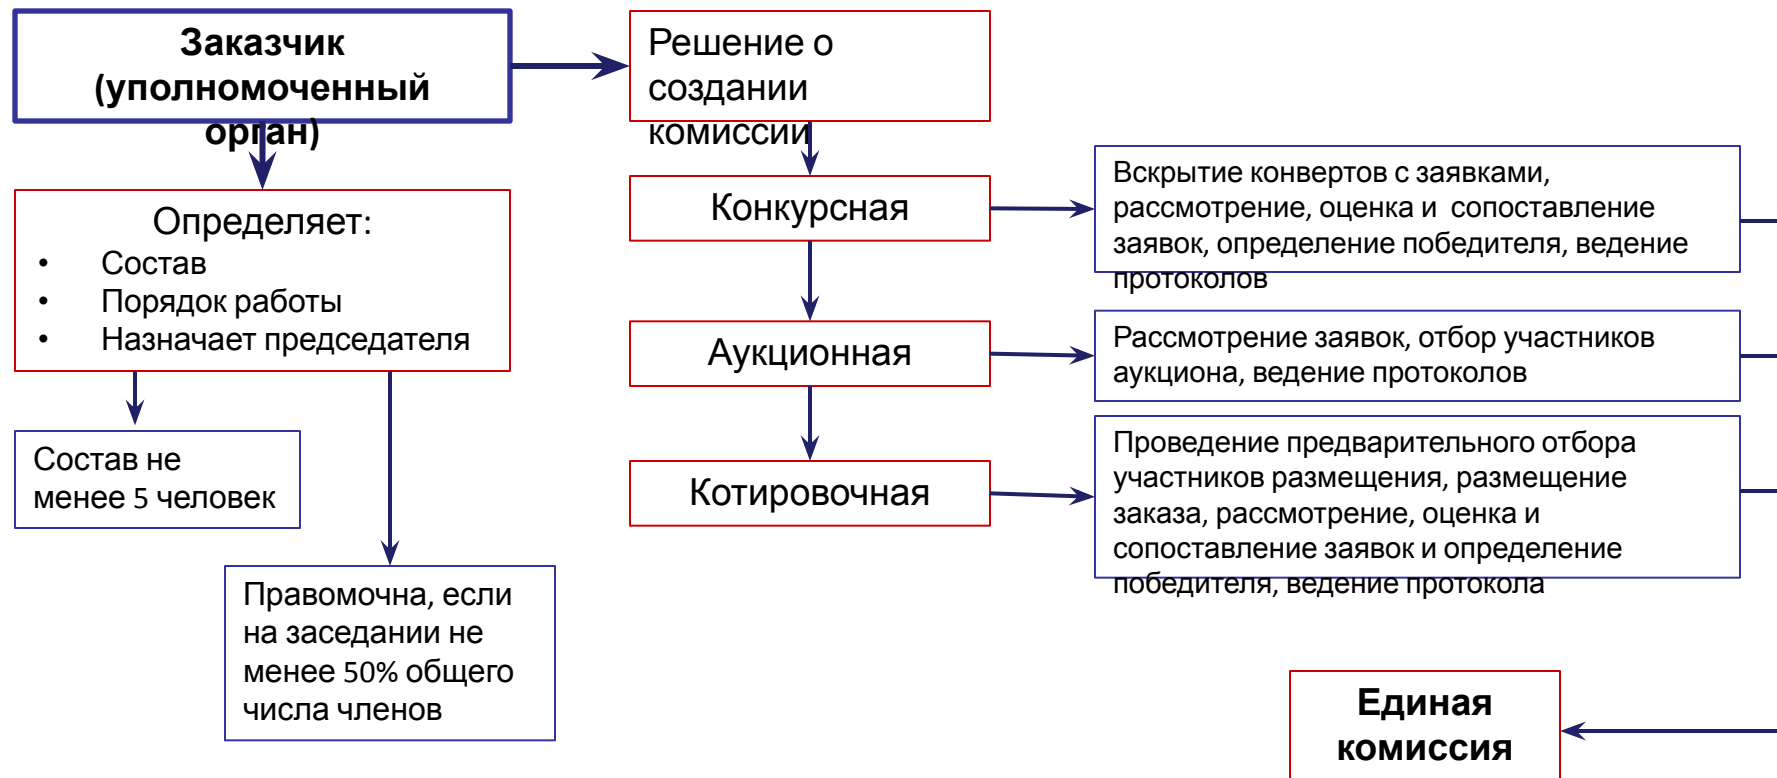 Заказчик
(уполномоченный
орган)
Решение о
создании
комиссии
Определяет:
• Состав
• Порядок работы
• Назначает председателя
Состав не
менее 5 человек
Правомочна, если
на заседании не
менее 50% общего
числа членов
Конкурсная
Вскрытие конвертов с заявками,
рассмотрение, оценка и сопоставление
заявок, определение победителя, ведение
протоколов
Аукционная
Рассмотрение заявок, отбор участников
аукциона, ведение протоколов
Котировочная
Проведение предварительного отбора
участников размещения, размещение
заказа, рассмотрение, оценка и
сопоставление заявок и определение
победителя, ведение протокола
Единая
комиссия